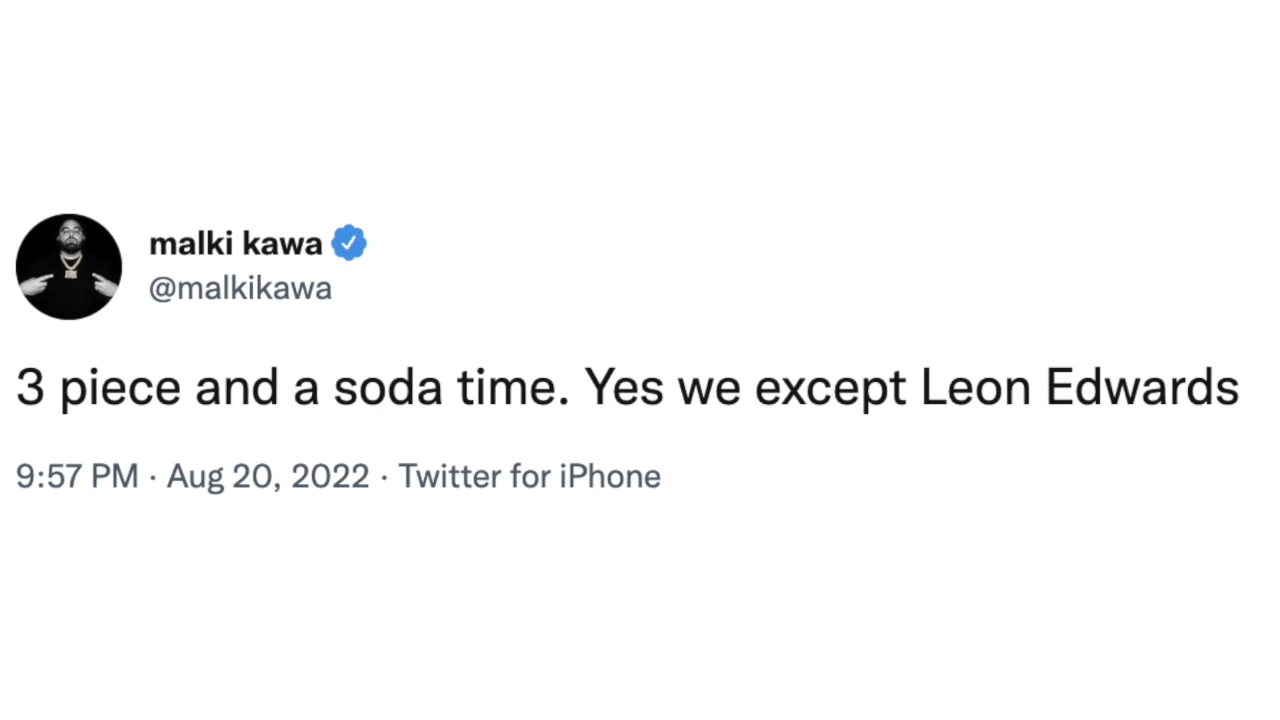 malki kawa
@malkikawa
3 piece and a soda time. Yes we except Leon Edwards
9:57 PM · Aug 20, 2022 · Twitter for iPhone